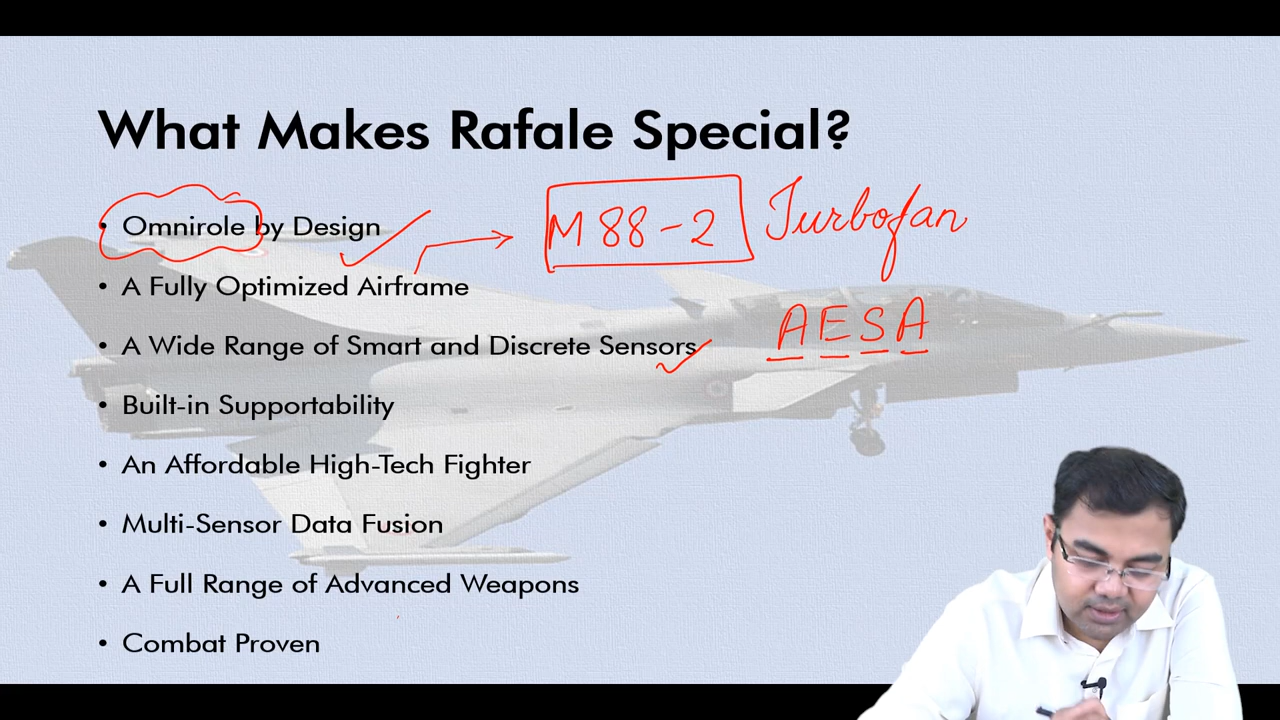 What Makes Rafale Special?
• Omnirole by Design
M 88-2 Turbofan
• A Fully Optimized Airframe
• A Wide Range of Smart and Discrete Sensors
AESA
• Built-in Supportability
• An Affordable High-Tech Fighter
• Multi-Sensor Data Fusion
• A Full Range of Advanced Weapons
• Combat Proven